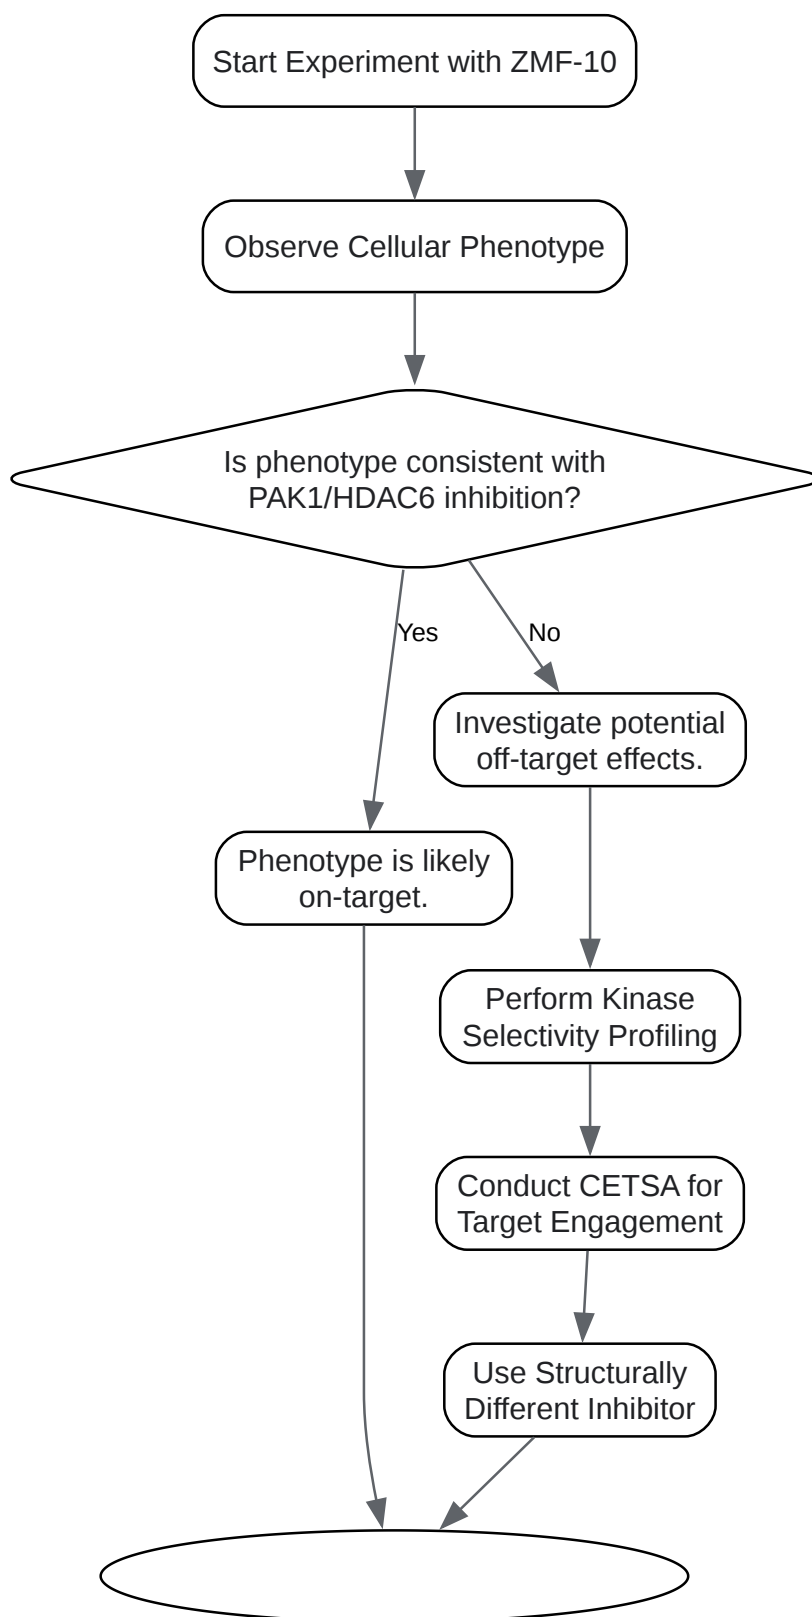 Start Experiment with ZMF-10
Observe Cellular Phenotype
Is phenotype consistent with
PAK1/HDAC6 inhibition?
Yes
No
Investigate potential
off-target effects.
Phenotype is likely
on-target.
Perform Kinase
Selectivity Profiling
Conduct CETSA for
Target Engagement
Use Structurally
Different Inhibitor